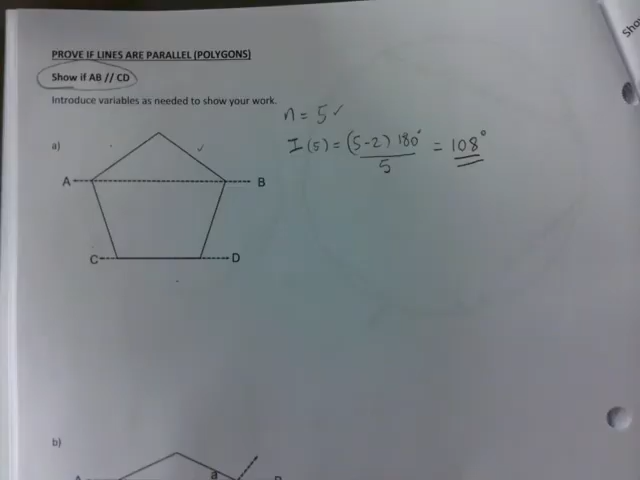 PROVE IF LINES ARE PARALLEL (POLYGONS)
Show if AB // CD
Introduce variables as needed to show your work.
n = 5 ✓
I(5) = (5-2) 180° / 5 = 108°
a)
A
B
C
D
b)
a